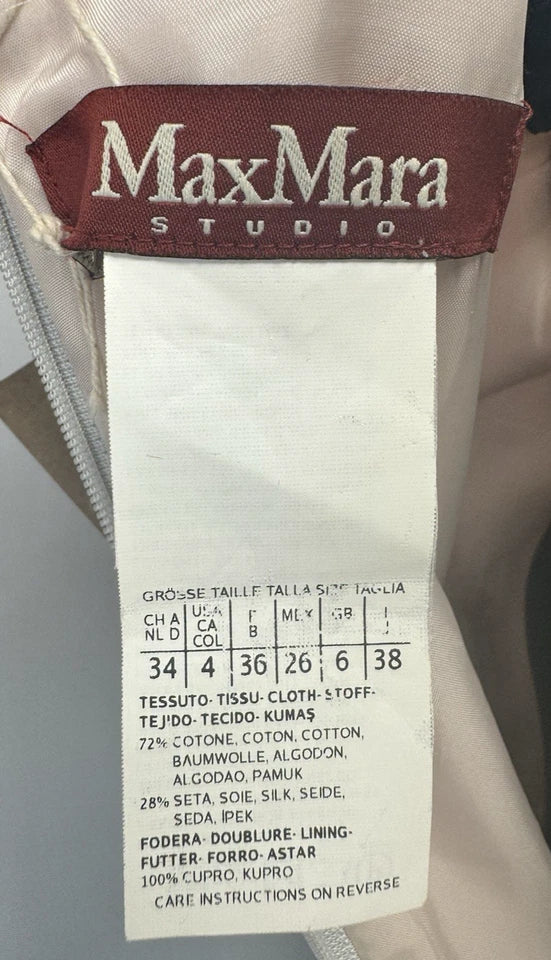 MaxMara
STUDIO
GRÖSSE TAILLE TALLA SIZE TAGLIA
CH A NL D USA CA COL F B MEX GB I J
34 4 36 26 6 38
TESSUTO- TISSU- CLOTH- STOFF-
TEJIDO- TECIDO- KUMAŞ
72% COTONE, COTON, COTTON,
BAUMWOLLE, ALGODON,
ALGODAO, PAMUK
28% SETA, SOIE, SILK, SEIDE,
SEDA, İPEK
FODERA- DOUBLURE- LINING-
FUTTER- FORRO- ASTAR
100% CUPRO, KUPRO
CARE INSTRUCTIONS ON REVERSE